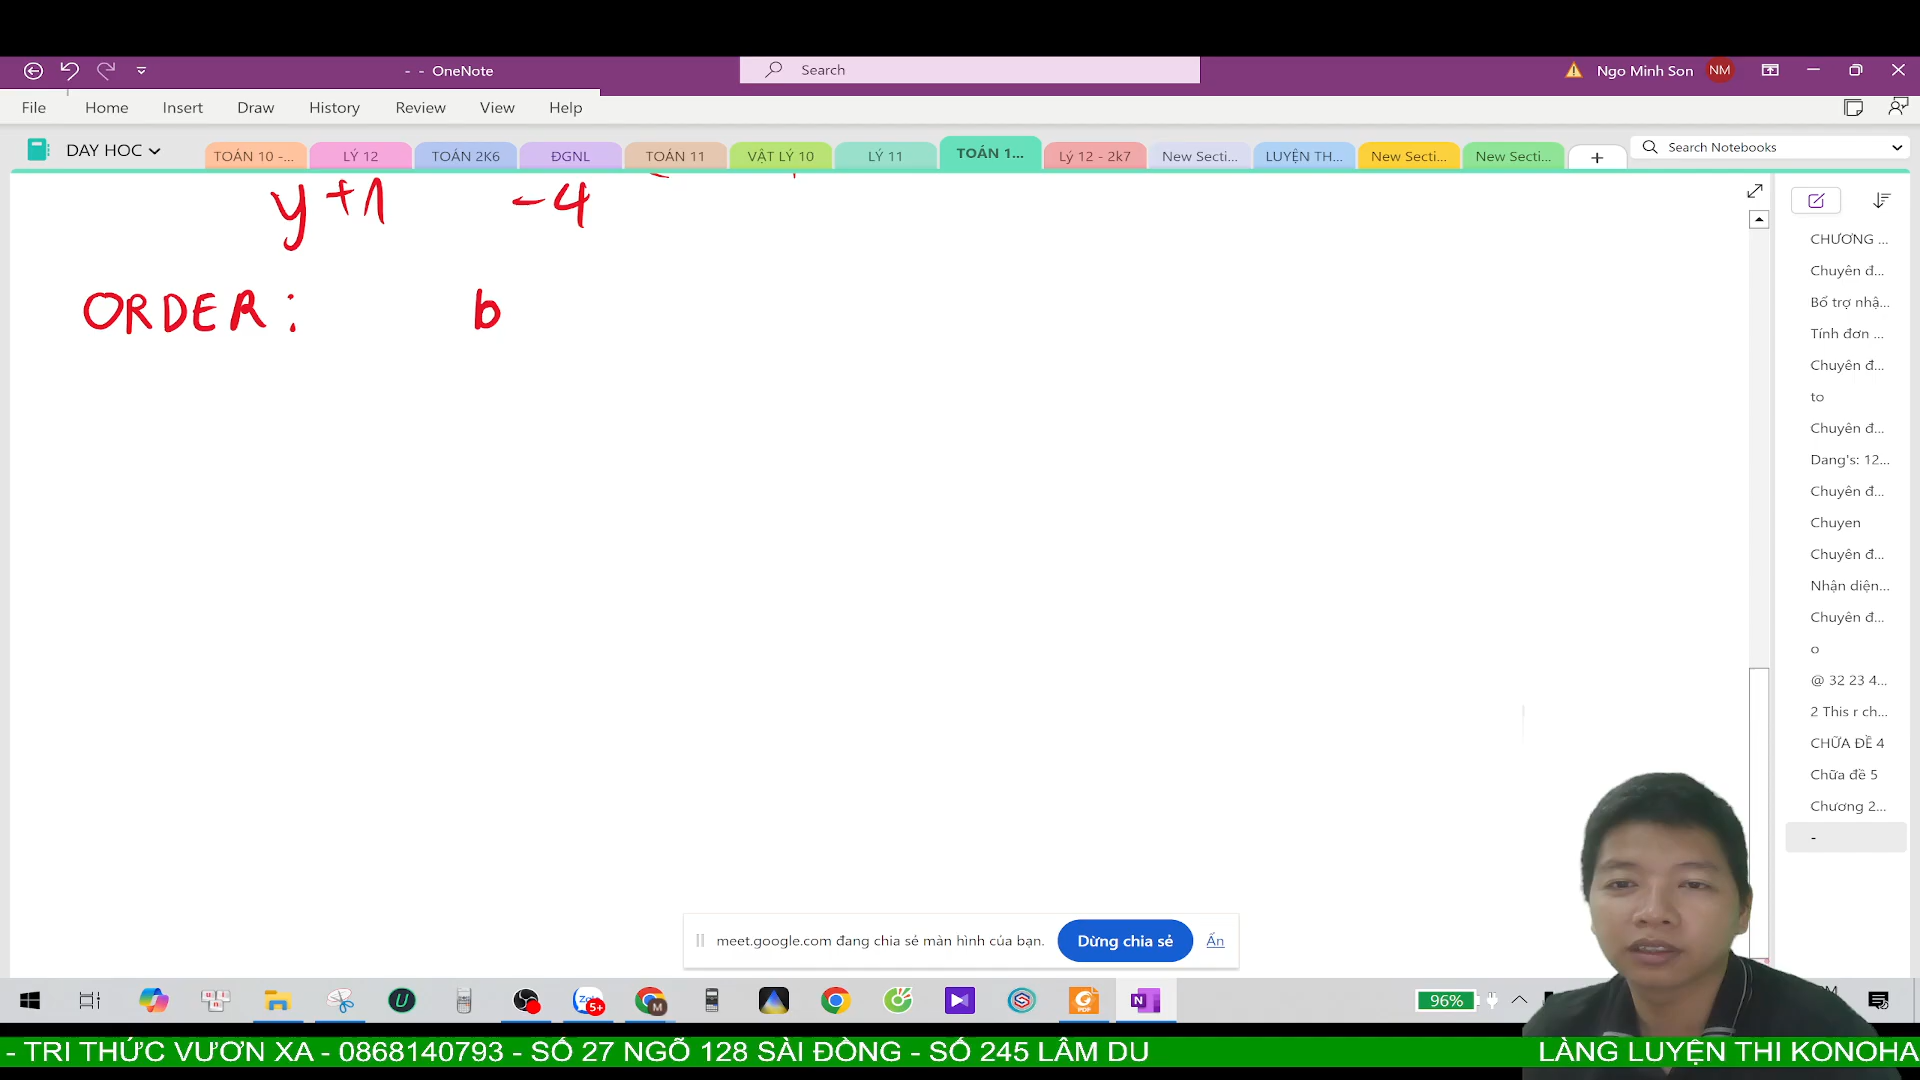 - - OneNote
Search
Ngo Minh Son NM
File Home Insert Draw History Review View Help
DAY HOC
TOÁN 10 -... LÝ 12 TOÁN 2K6 ĐGNL TOÁN 11 VẬT LÝ 10 LÝ 11 TOÁN 1... Lý 12 - 2k7 New Secti... LUYỆN TH... New Secti... New Secti... +
Search Notebooks
y+1 -4
ORDER: b
CHƯƠNG ...
Chuyên đ...
Bổ trợ nhậ...
Tính đơn ...
Chuyên đ...
to
Chuyên đ...
Dang's: 12...
Chuyên đ...
Chuyen
Chuyên đ...
Nhận diện...
Chuyên đ...
o
@ 32 23 4...
2 This r ch...
CHỮA ĐỀ 4
Chữa đề 5
Chương 2...
-
meet.google.com đang chia sẻ màn hình của bạn. Dừng chia sẻ Ẩn
96%
- TRI THỨC VƯƠN XA - 0868140793 - SỐ 27 NGÕ 128 SÀI ĐỒNG - SỐ 245 LÂM DU LÀNG LUYỆN THI KONOHA